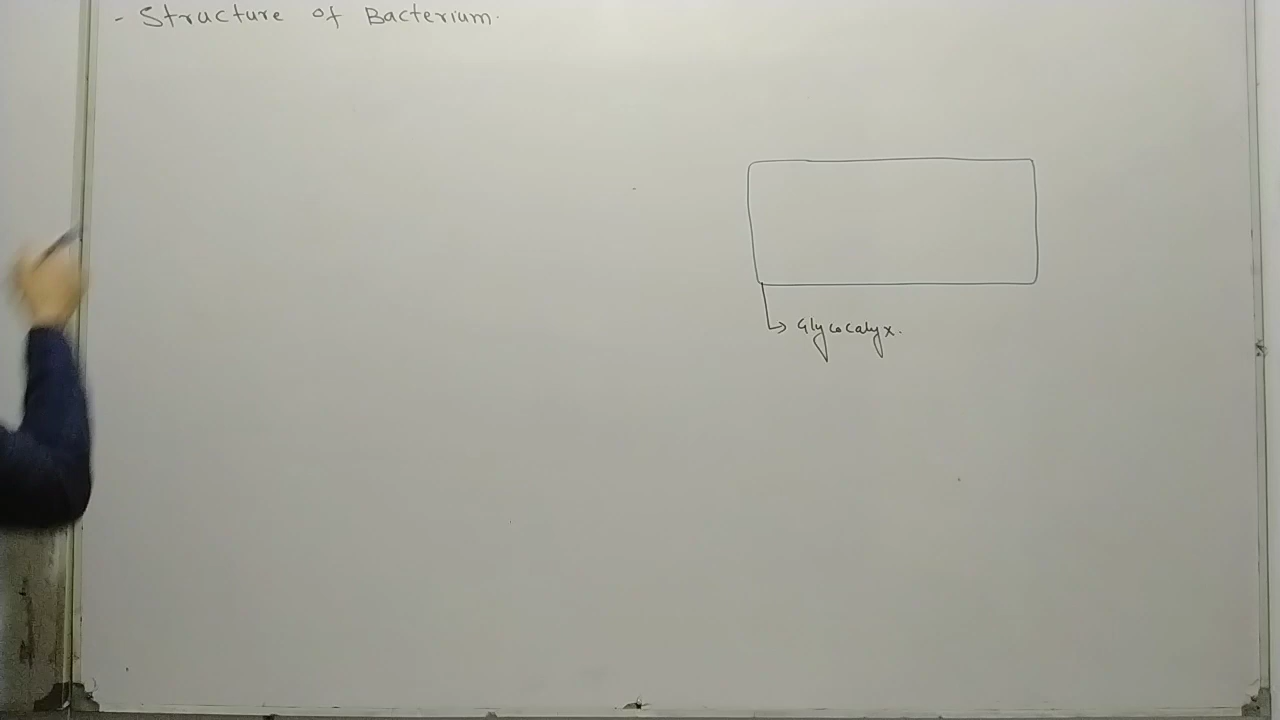 - Structure of Bacterium.
→ Glycocalyx.